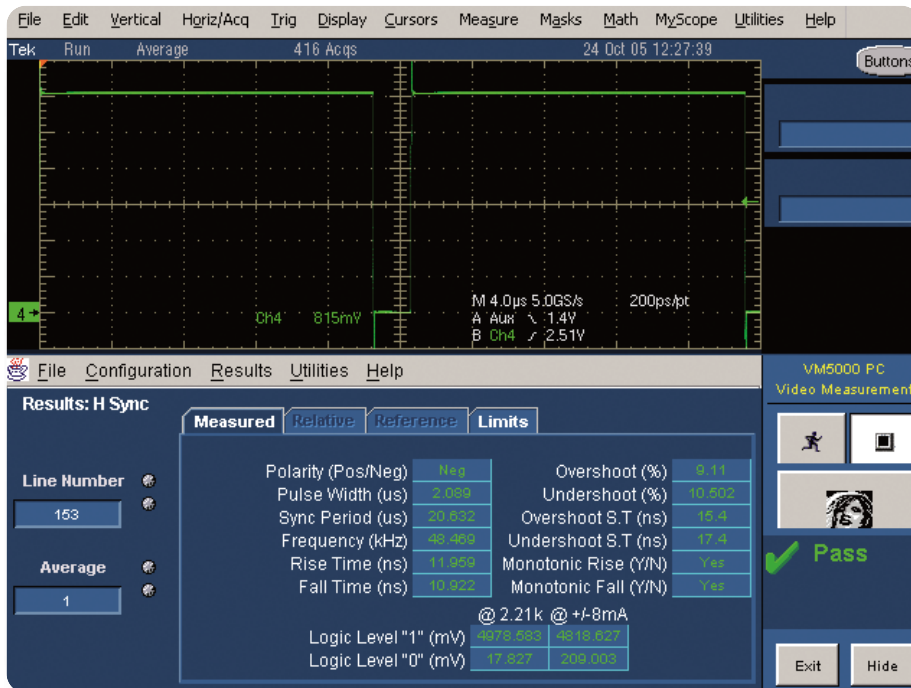 File Edit Vertical Horiz/Acq Trig Display Cursors Measure Masks Math MyScope Utilities Help
Tek Run Average 416 Acqs 24 Oct 05 12:27:39
Buttons
4
Ch4 815mV
M 4.0µs 5.0GS/s 200ps/pt
A Aux 1.4V
B Ch4 2.51V
File Configuration Results Utilities Help
VM5000 PC
Video Measurement
Results: H Sync
Measured Relative Reference Limits
Line Number
153
Average
1
Polarity (Pos/Neg) Neg Overshoot (%) 9.11
Pulse Width (us) 2.089 Undershoot (%) 10.502
Sync Period (us) 20.632 Overshoot S.T (ns) 15.4
Frequency (kHz) 48.469 Undershoot S.T (ns) 17.4
Rise Time (ns) 11.959 Monotonic Rise (Y/N) Yes
Fall Time (ns) 10.922 Monotonic Fall (Y/N) Yes
@ 2.21k @ +/-8mA
Logic Level "1" (mV) 4978.583 4818.627
Logic Level "0" (mV) 17.827 209.003
Pass
Exit Hide